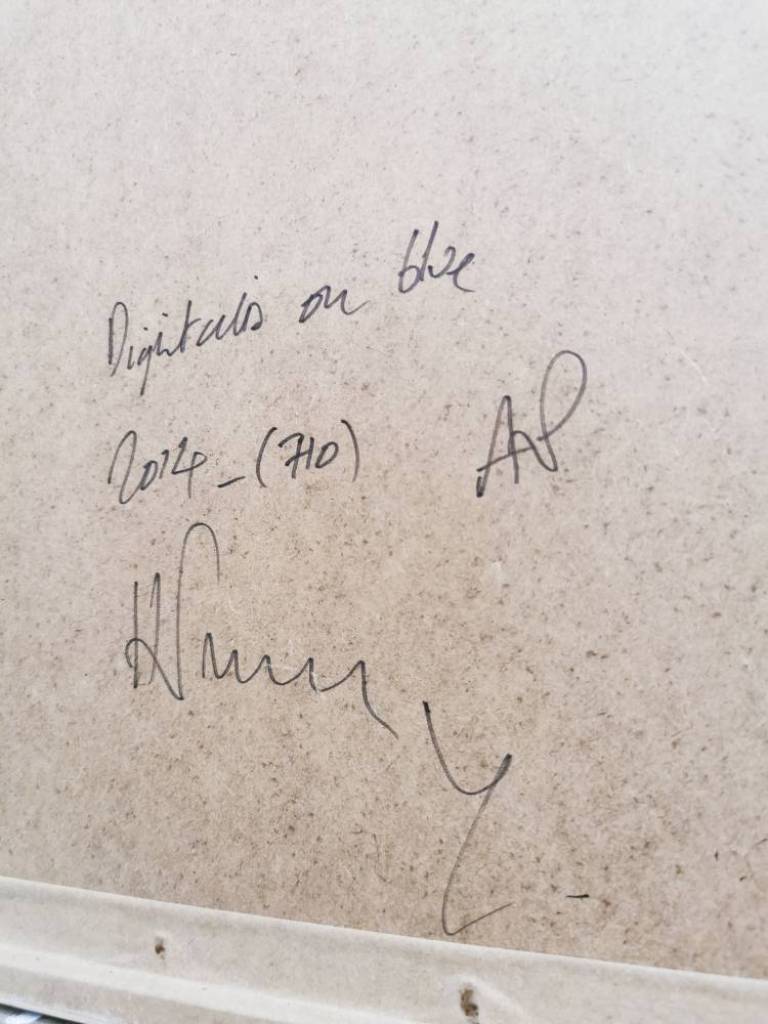 Digitalis on blue
2014 - (710) AP